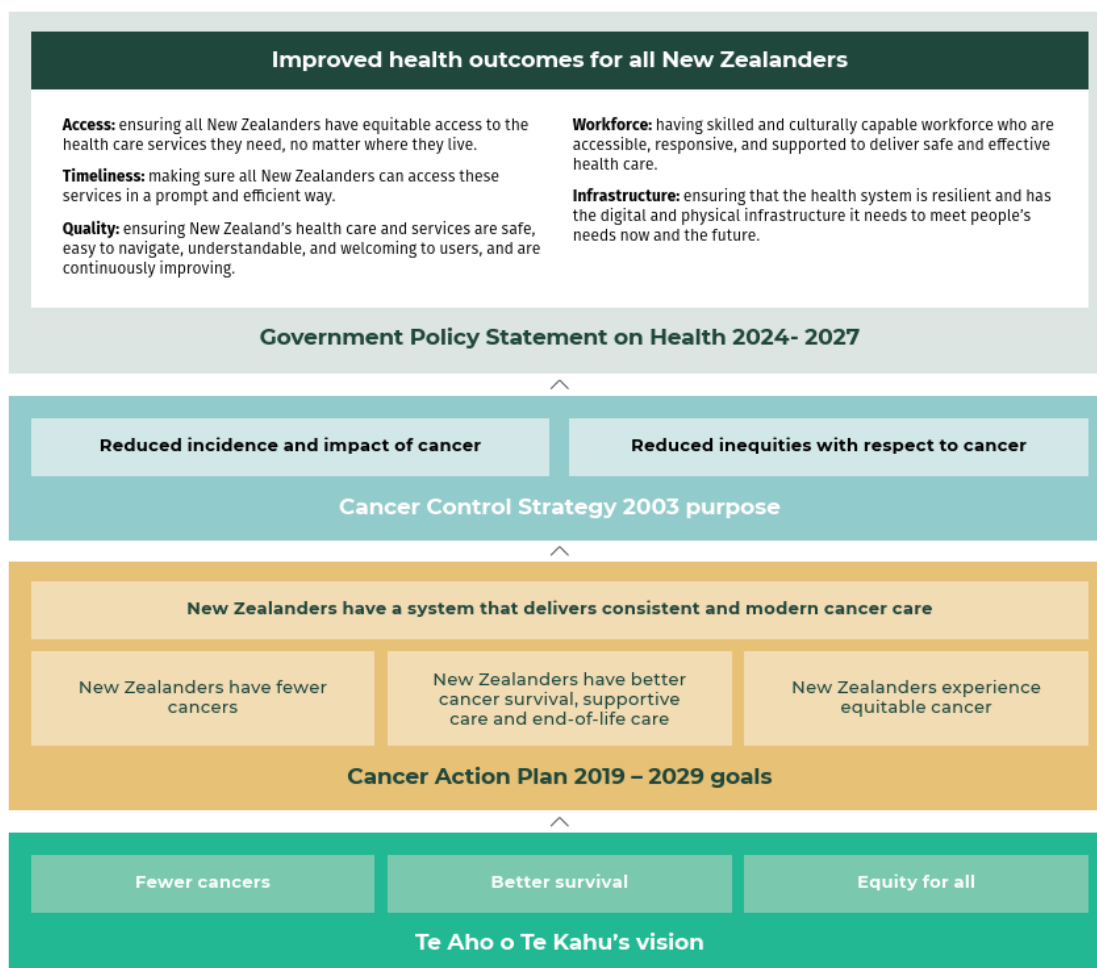 Improved health outcomes for all New Zealanders
Access: ensuring all New Zealanders have equitable access to the
health care services they need, no matter where they live.
Timeliness: making sure all New Zealanders can access these
services in a prompt and efficient way.
Quality: ensuring New Zealand’s health care and services are safe,
easy to navigate, understandable, and welcoming to users, and are
continuously improving.
Workforce: having skilled and culturally capable workforce who are
accessible, responsive, and supported to deliver safe and effective
health care.
Infrastructure: ensuring that the health system is resilient and has
the digital and physical infrastructure it needs to meet people’s
needs now and the future.
Government Policy Statement on Health 2024- 2027
Reduced incidence and impact of cancer
Reduced inequities with respect to cancer
Cancer Control Strategy 2003 purpose
New Zealanders have a system that delivers consistent and modern cancer care
New Zealanders have fewer
cancers
New Zealanders have better
cancer survival, supportive
care and end-of-life care
New Zealanders experience
equitable cancer
Cancer Action Plan 2019 – 2029 goals
Fewer cancers
Better survival
Equity for all
Te Aho o Te Kahu’s vision